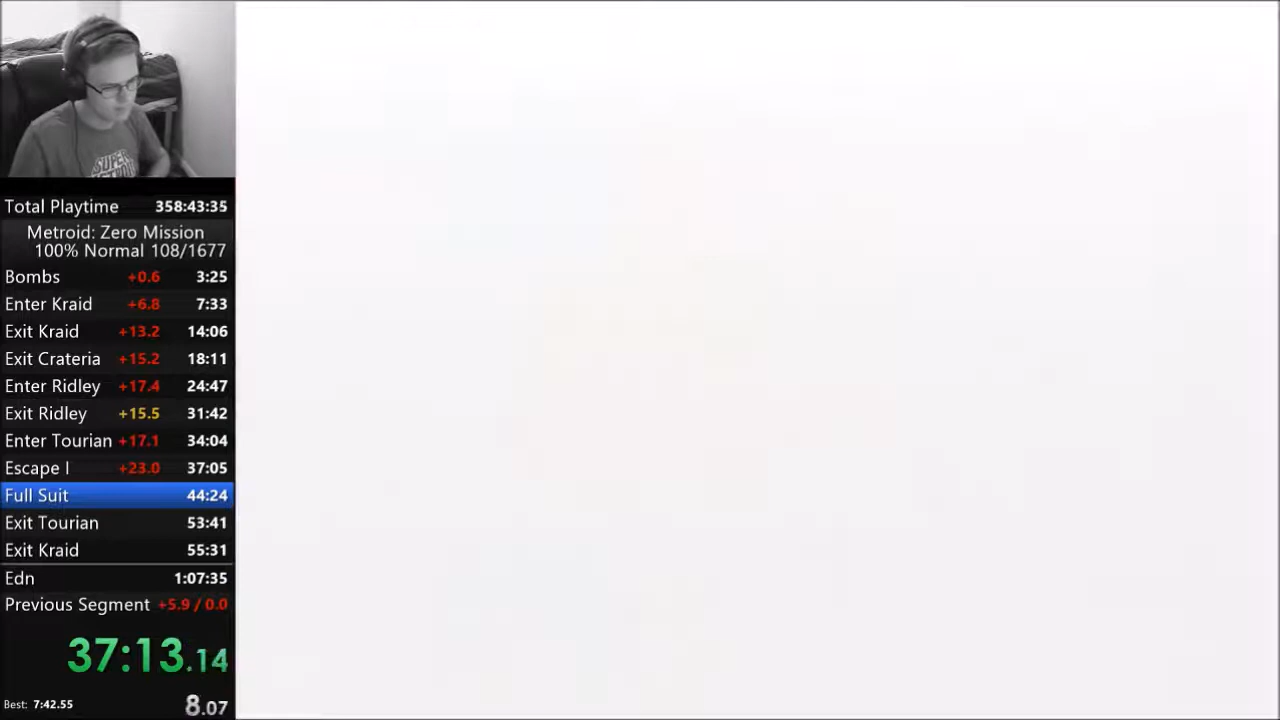 SUPER
Total Playtime 358:43:35
Metroid: Zero Mission
100% Normal 108/1677
Bombs +0.6 3:25
Enter Kraid +6.8 7:33
Exit Kraid +13.2 14:06
Exit Crateria +15.2 18:11
Enter Ridley +17.4 24:47
Exit Ridley +15.5 31:42
Enter Tourian +17.1 34:04
Escape I +23.0 37:05
Full Suit 44:24
Exit Tourian 53:41
Exit Kraid 55:31
Edn 1:07:35
Previous Segment +5.9 / 0.0
37:13.14
Best: 7:42.55 8.07